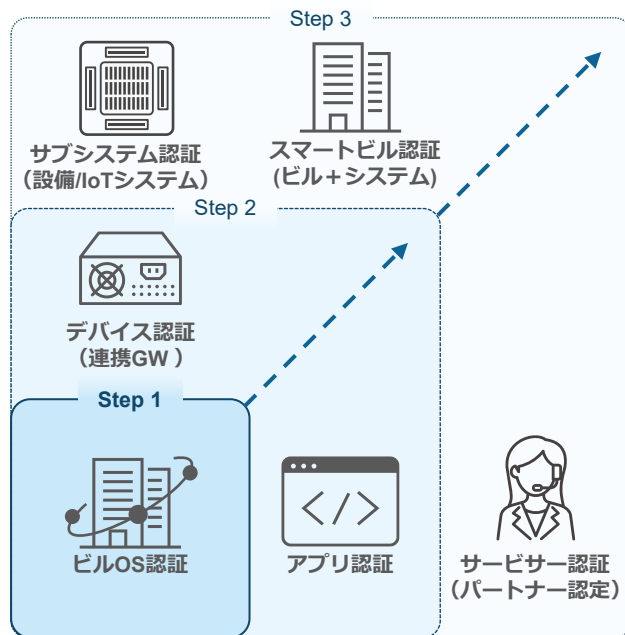 Step 3
サブシステム認証
（設備/IoTシステム）
スマートビル認証
(ビル＋システム)
Step 2
デバイス認証
（連携GW ）
Step 1
ビルOS認証
アプリ認証
サービサー認証
（パートナー認定）